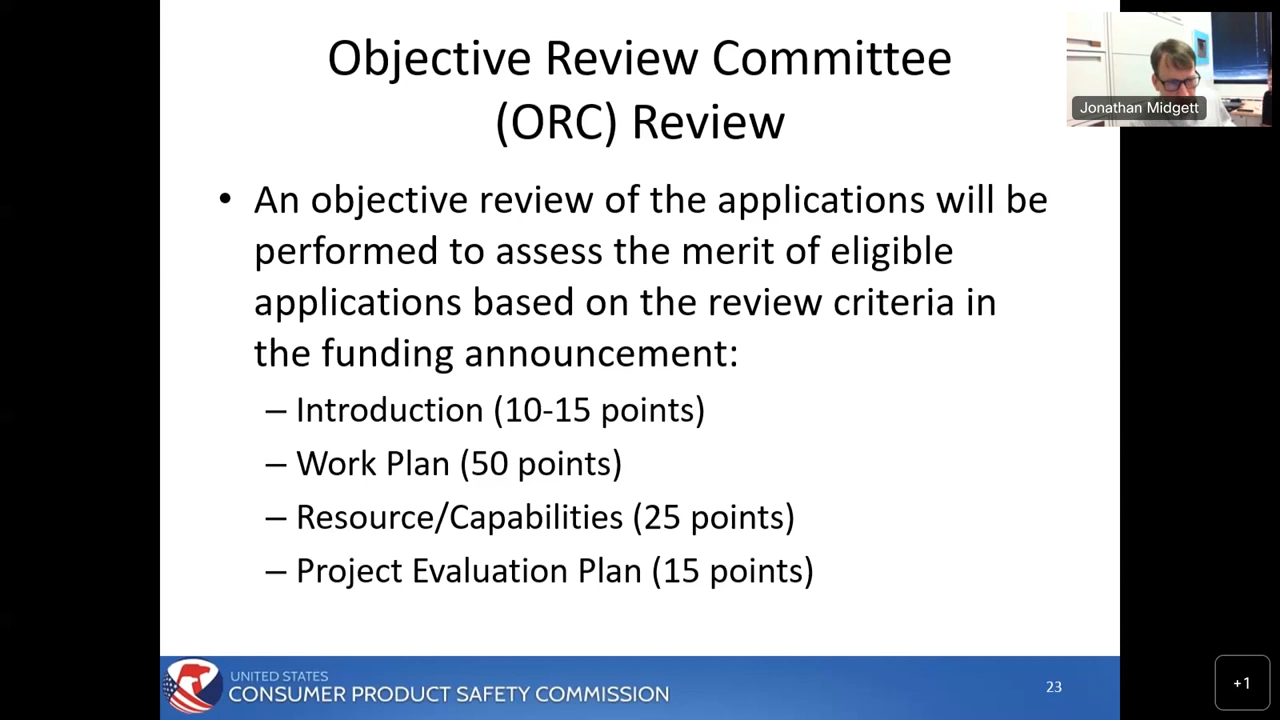 Objective Review Committee
(ORC) Review
• An objective review of the applications will be
performed to assess the merit of eligible
applications based on the review criteria in
the funding announcement:
– Introduction (10-15 points)
– Work Plan (50 points)
– Resource/Capabilities (25 points)
– Project Evaluation Plan (15 points)
Jonathan Midgett
UNITED STATES
CONSUMER PRODUCT SAFETY COMMISSION
23
+1